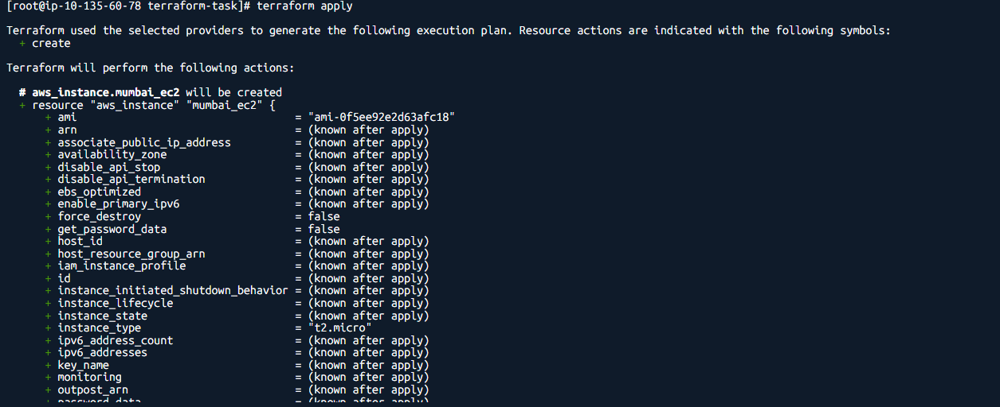 [root@ip-10-135-60-78 terraform-task]# terraform apply
Terraform used the selected providers to generate the following execution plan. Resource actions are indicated with the following symbols:
+ create
Terraform will perform the following actions:
# aws_instance.mumbai_ec2 will be created
+ resource "aws_instance" "mumbai_ec2" {
+ ami = "ami-0f5ee92e2d63afc18"
+ arn = (known after apply)
+ associate_public_ip_address = (known after apply)
+ availability_zone = (known after apply)
+ disable_api_stop = (known after apply)
+ disable_api_termination = (known after apply)
+ ebs_optimized = (known after apply)
+ enable_primary_ipv6 = (known after apply)
+ force_destroy = false
+ get_password_data = false
+ host_id = (known after apply)
+ host_resource_group_arn = (known after apply)
+ iam_instance_profile = (known after apply)
+ id = (known after apply)
+ instance_initiated_shutdown_behavior = (known after apply)
+ instance_lifecycle = (known after apply)
+ instance_state = (known after apply)
+ instance_type = "t2.micro"
+ ipv6_address_count = (known after apply)
+ ipv6_addresses = (known after apply)
+ key_name = (known after apply)
+ monitoring = (known after apply)
+ outpost_arn = (known after apply)
+ password_data = (known after apply)